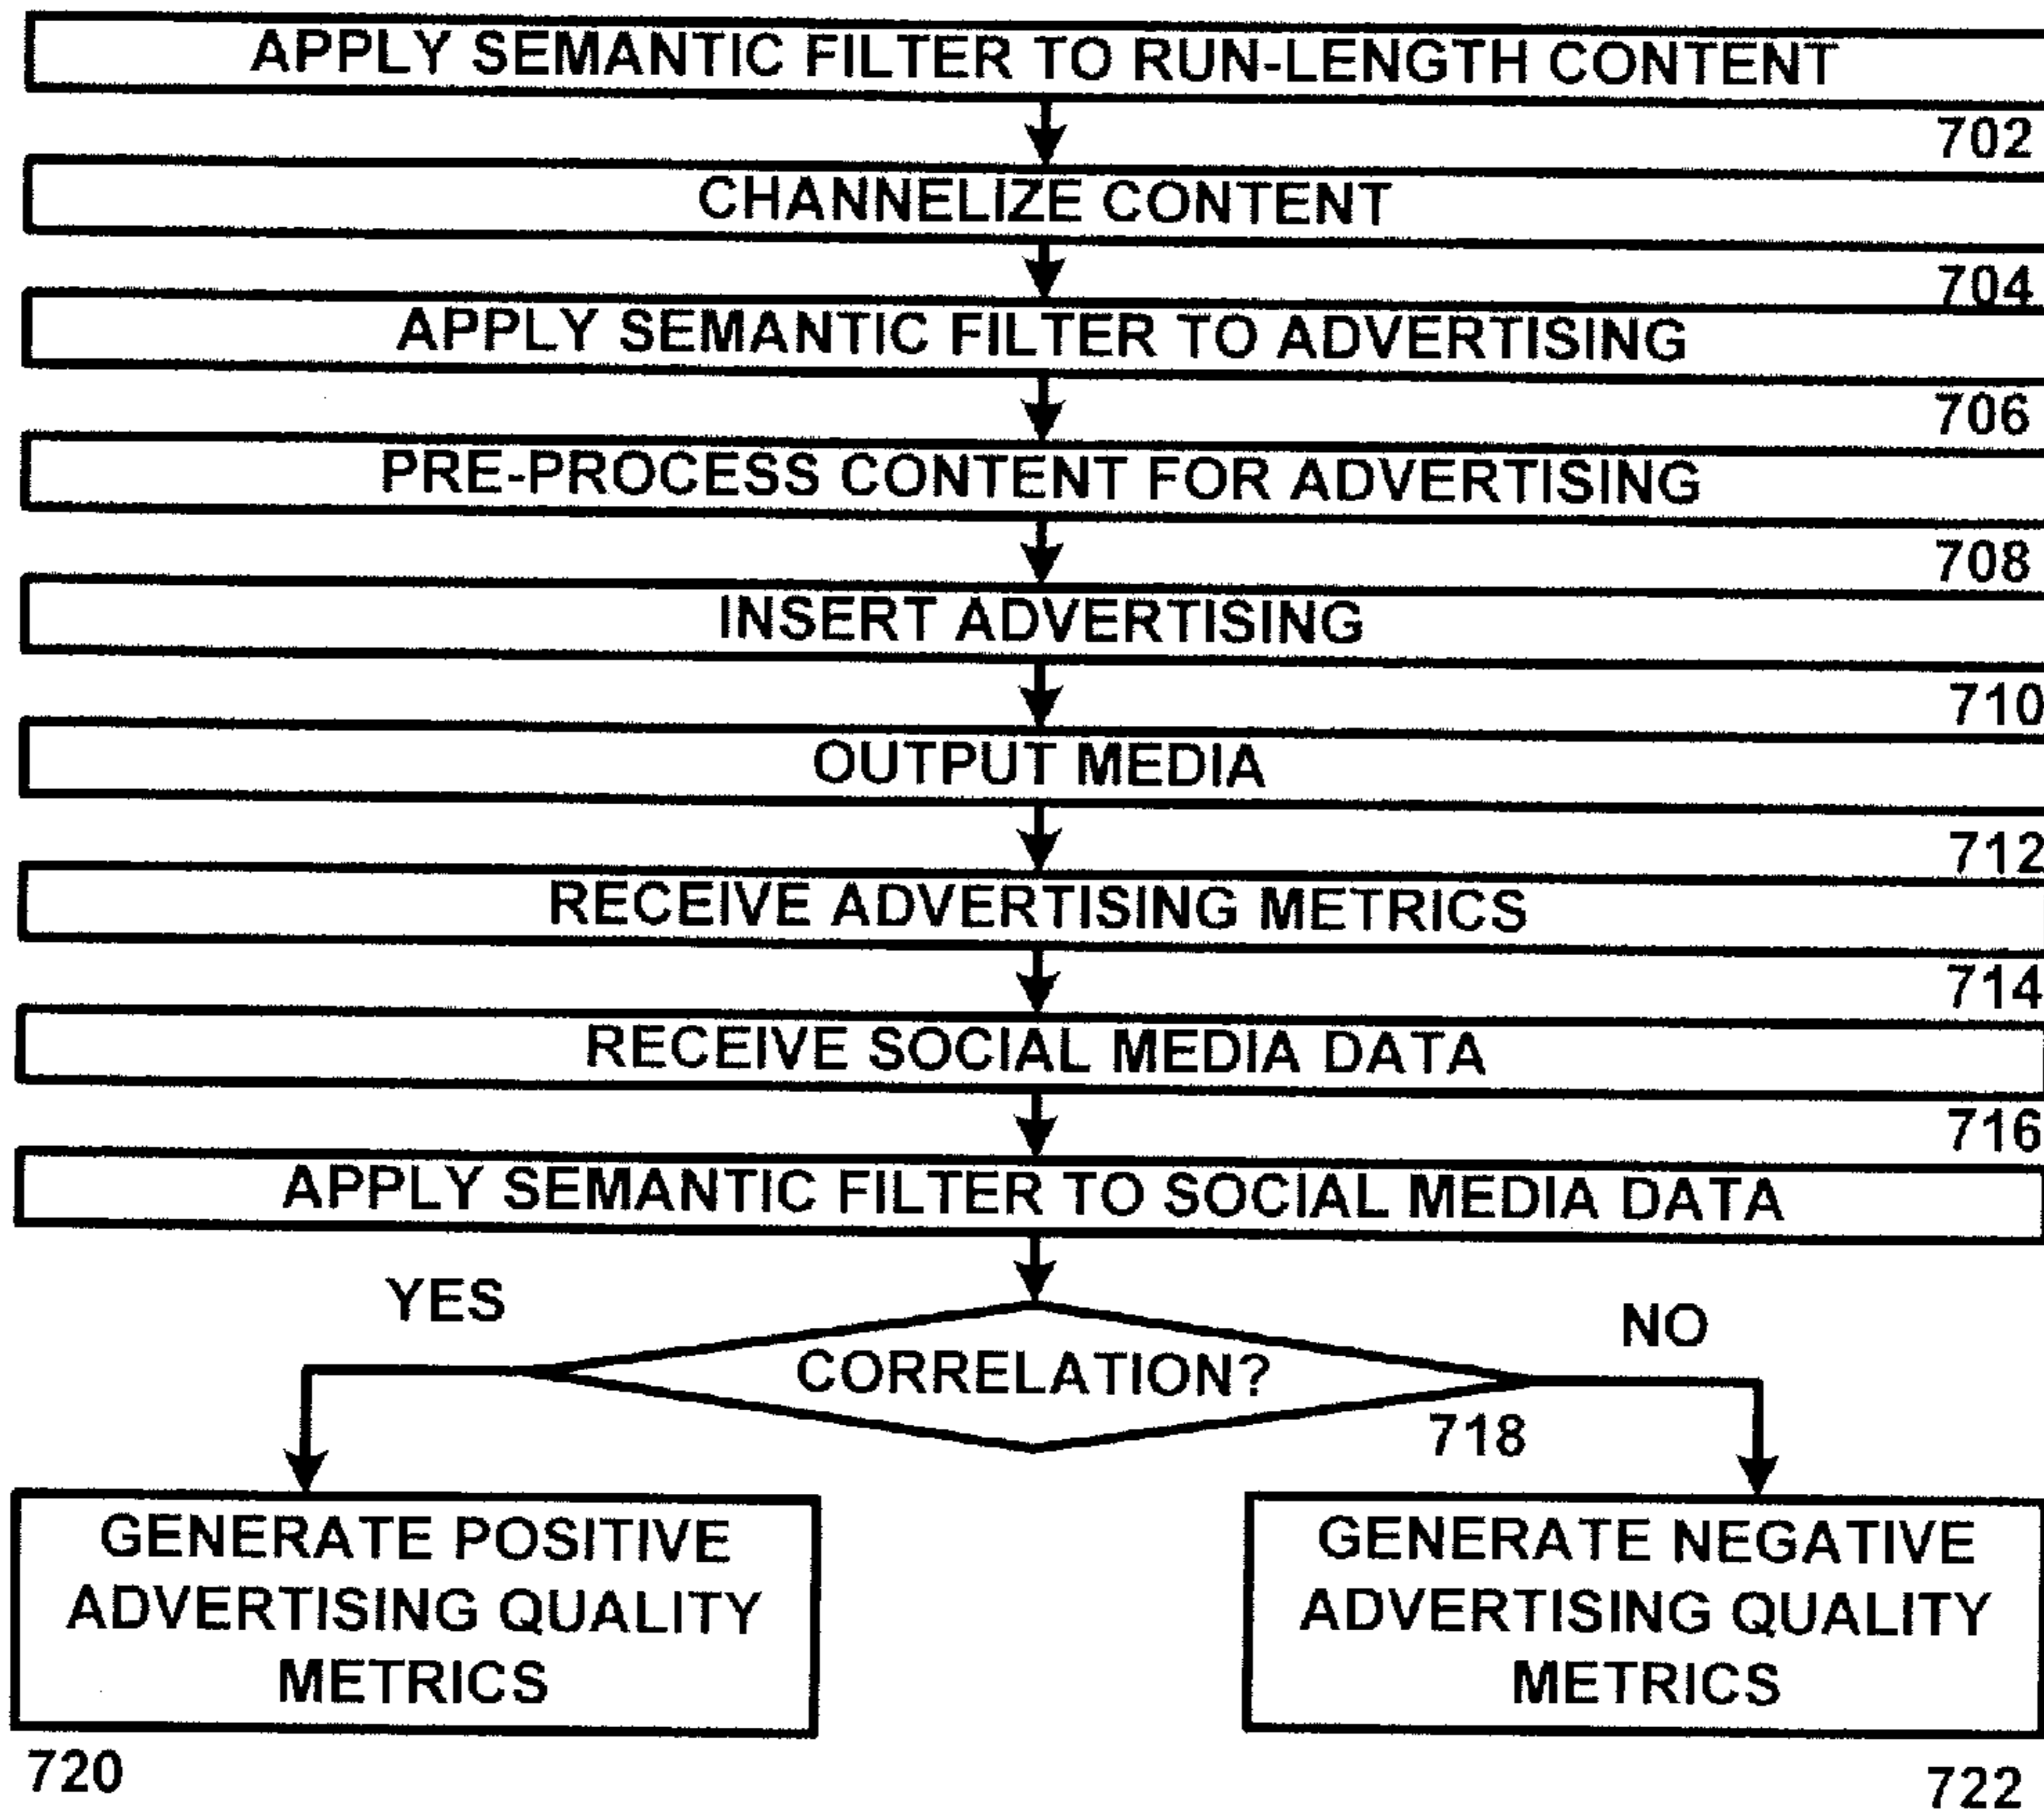 APPLY SEMANTIC FILTER TO RUN-LENGTH CONTENT
702
CHANNELIZE CONTENT
704
APPLY SEMANTIC FILTER TO ADVERTISING
706
PRE-PROCESS CONTENT FOR ADVERTISING
708
INSERT ADVERTISING
710
OUTPUT MEDIA
712
RECEIVE ADVERTISING METRICS
714
RECEIVE SOCIAL MEDIA DATA
716
APPLY SEMANTIC FILTER TO SOCIAL MEDIA DATA
YES
NO
CORRELATION?
718
GENERATE POSITIVE
ADVERTISING QUALITY
METRICS
720
GENERATE NEGATIVE
ADVERTISING QUALITY
METRICS
722